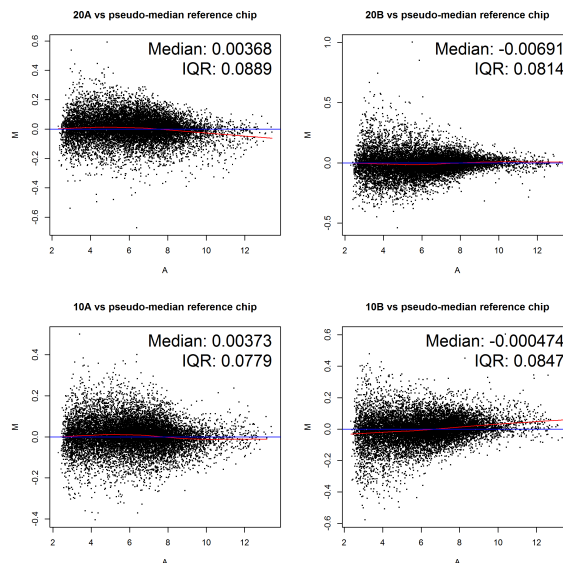 20A vs pseudo-median reference chip
Median: 0.00368
IQR: 0.0889
M
0.6
0.4
0.2
0.0
-0.2
-0.4
-0.6
2 4 6 8 10 12
A
20B vs pseudo-median reference chip
Median: -0.00691
IQR: 0.0814
M
1.0
0.5
0.0
-0.5
2 4 6 8 10 12
A
10A vs pseudo-median reference chip
Median: 0.00373
IQR: 0.0779
M
0.4
0.2
0.0
-0.2
-0.4
2 4 6 8 10 12
A
10B vs pseudo-median reference chip
Median: -0.000474
IQR: 0.0847
M
0.6
0.4
0.2
0.0
-0.2
-0.4
-0.6
2 4 6 8 10 12
A